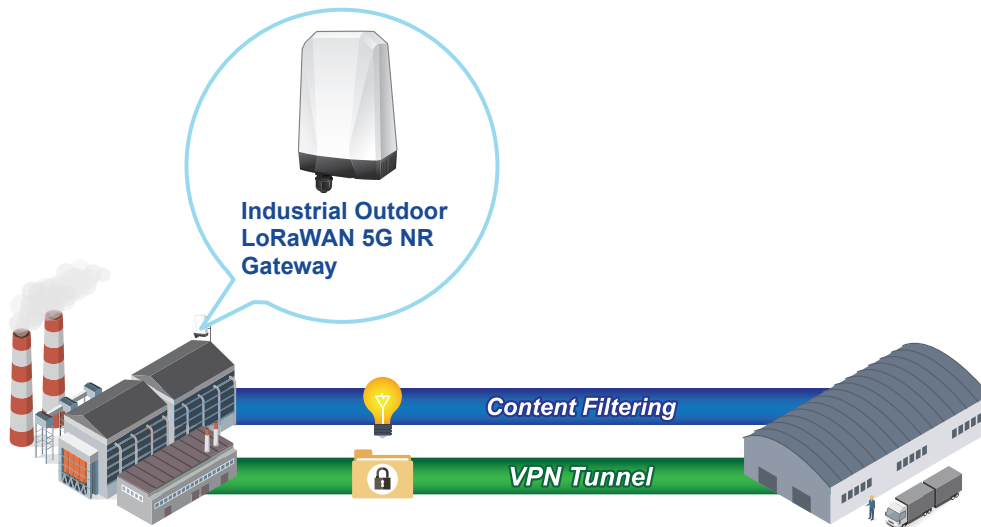 Industrial Outdoor
LoRaWAN 5G NR
Gateway
Content Filtering
VPN Tunnel